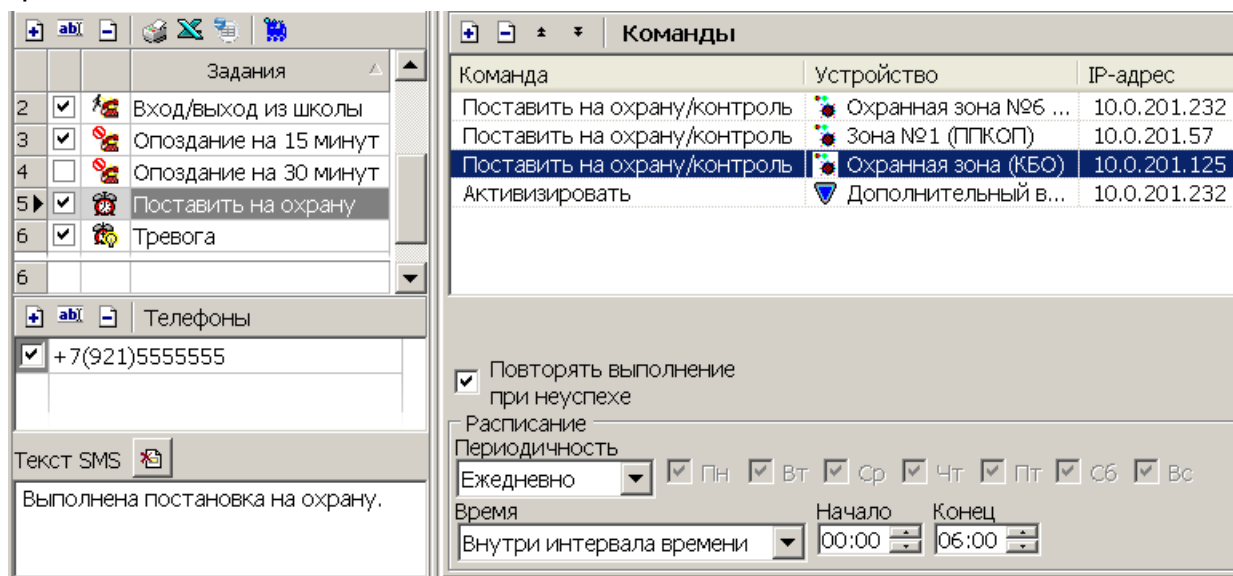 Задания
2 Вход/выход из школы
3 Опоздание на 15 минут
4 Опоздание на 30 минут
5 Поставить на охрану
6 Тревога
6
Телефоны
+7(921)5555555
Текст SMS
Выполнена постановка на охрану.
Команды
Команда Устройство IP-адрес
Поставить на охрану/контроль Охранная зона №6 ... 10.0.201.232
Поставить на охрану/контроль Зона №1 (ППКОП) 10.0.201.57
Поставить на охрану/контроль Охранная зона (КБО) 10.0.201.125
Активизировать Дополнительный в... 10.0.201.232
Повторять выполнение
при неуспехе
Расписание
Периодичность
Ежедневно Пн Вт Ср Чт Пт Сб Вс
Время Начало Конец
Внутри интервала времени 00:00 06:00